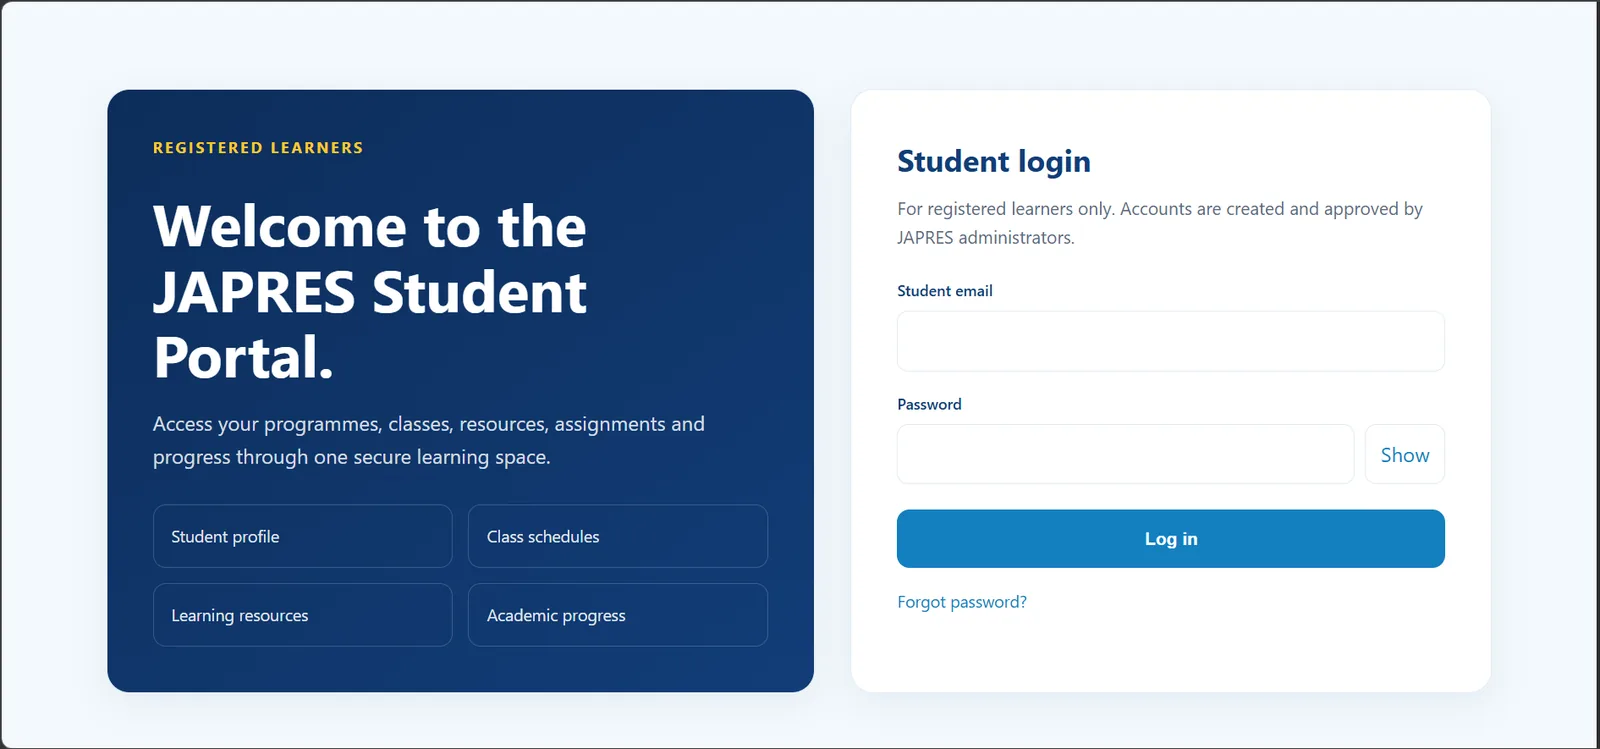 REGISTERED LEARNERS
Welcome to the
JAPRES Student
Portal.
Access your programmes, classes, resources, assignments and
progress through one secure learning space.
Student profile
Class schedules
Learning resources
Academic progress
Student login
For registered learners only. Accounts are created and approved by
JAPRES administrators.
Student email
Password
Show
Log in
Forgot password?